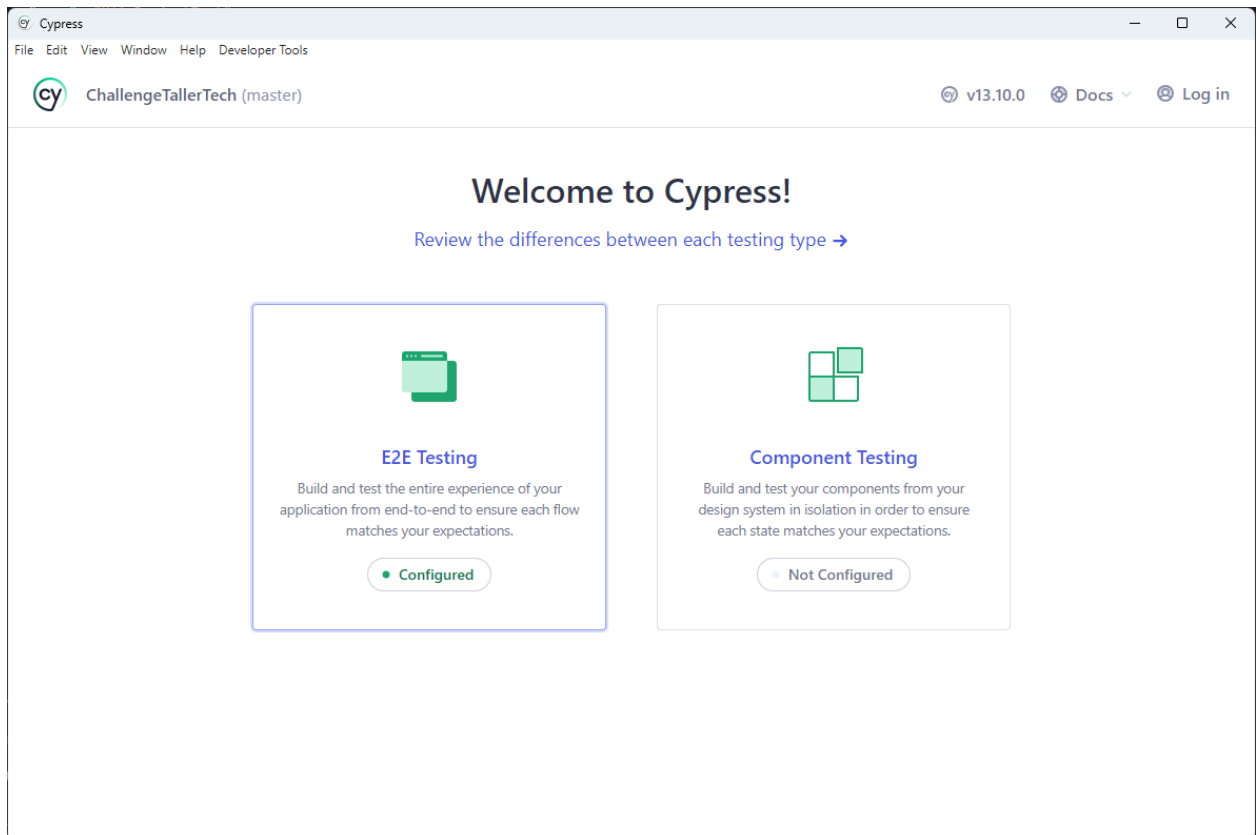 Cypress
File Edit View Window Help Developer Tools
cy ChallengeTallerTech (master) v13.10.0 Docs Log in
Welcome to Cypress!
Review the differences between each testing type →
E2E Testing
Build and test the entire experience of your
application from end-to-end to ensure each flow
matches your expectations.
Configured
Component Testing
Build and test your components from your
design system in isolation in order to ensure
each state matches your expectations.
Not Configured